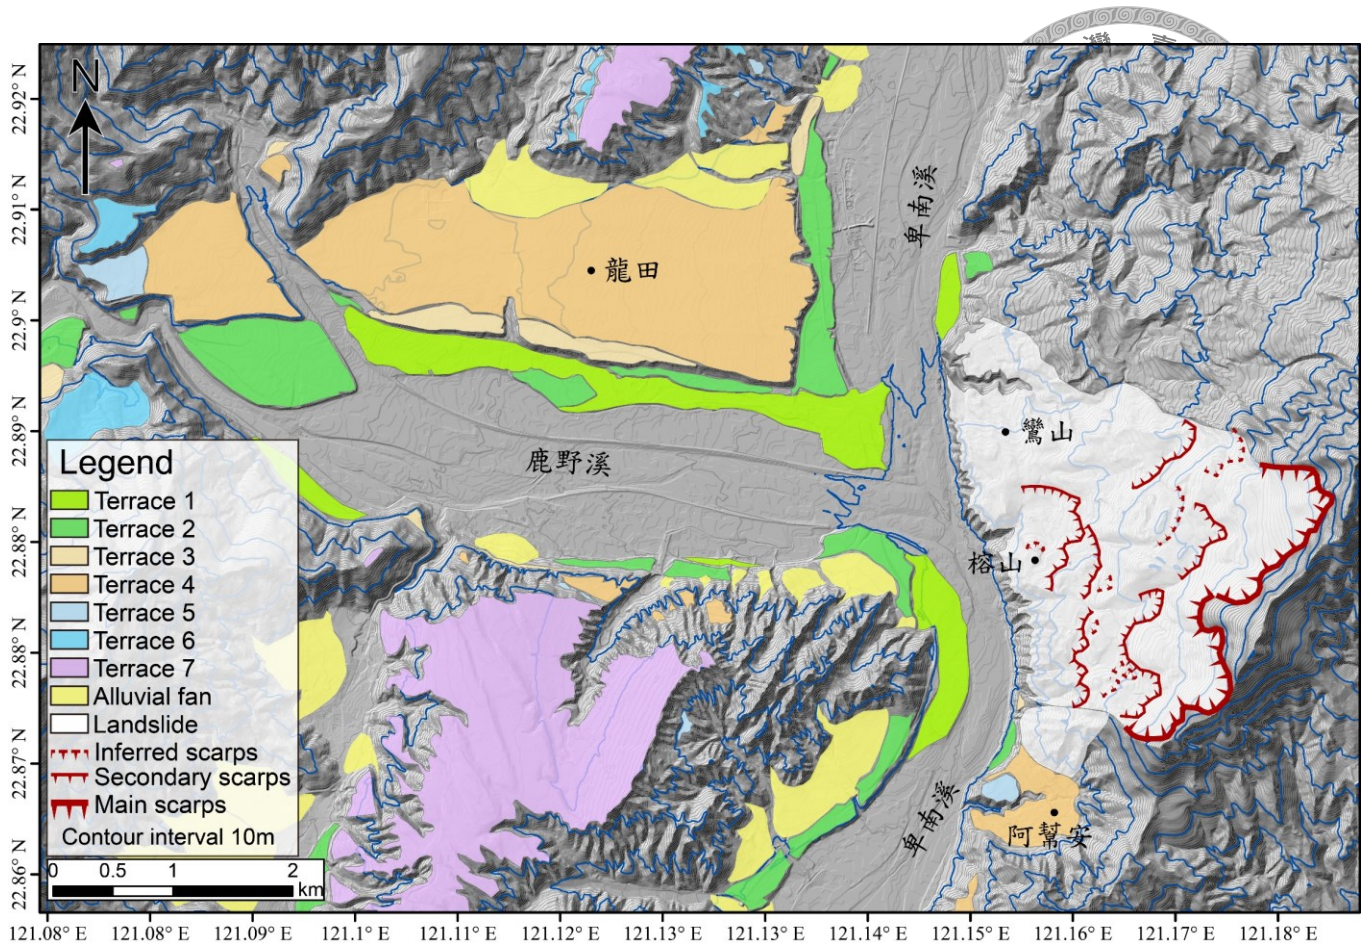 灣 臺
N
卑南溪
龍田
鸞山
鹿野溪
榕山
卑南溪
阿幫安
Legend
Terrace 1
Terrace 2
Terrace 3
Terrace 4
Terrace 5
Terrace 6
Terrace 7
Alluvial fan
Landslide
Inferred scarps
Secondary scarps
Main scarps
Contour interval 10m
0 0.5 1 2
km
22.92° N
22.91° N
22.9° N
22.89° N
22.88° N
22.88° N
22.87° N
22.86° N
121.08° E 121.08° E 121.09° E 121.1° E 121.11° E 121.12° E 121.13° E 121.13° E 121.14° E 121.15° E 121.16° E 121.17° E 121.18° E